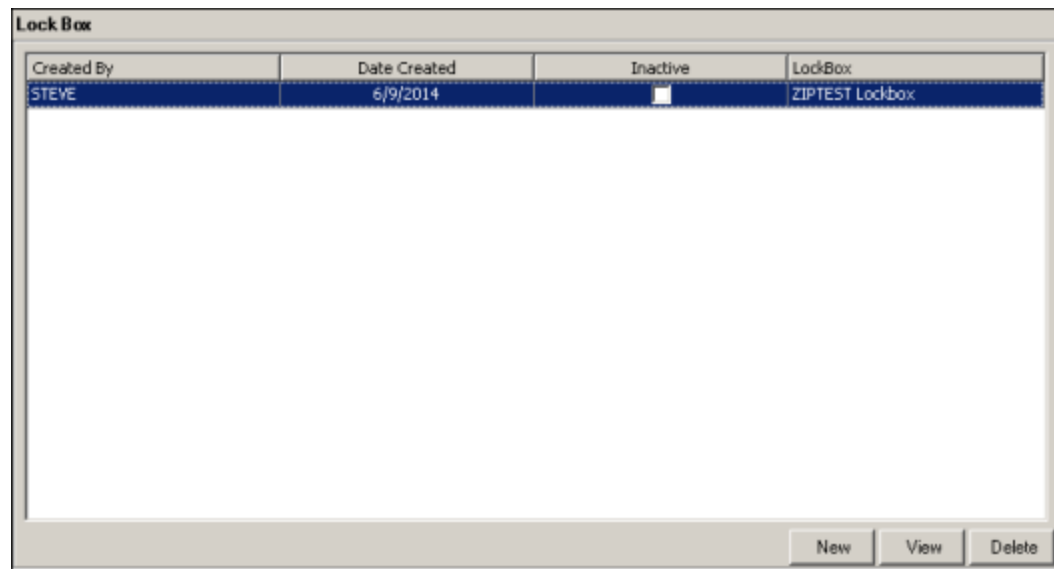 Lock Box
Created By Date Created Inactive LockBox
STEVE 6/9/2014 ZIPTEST Lockbox
New View Delete